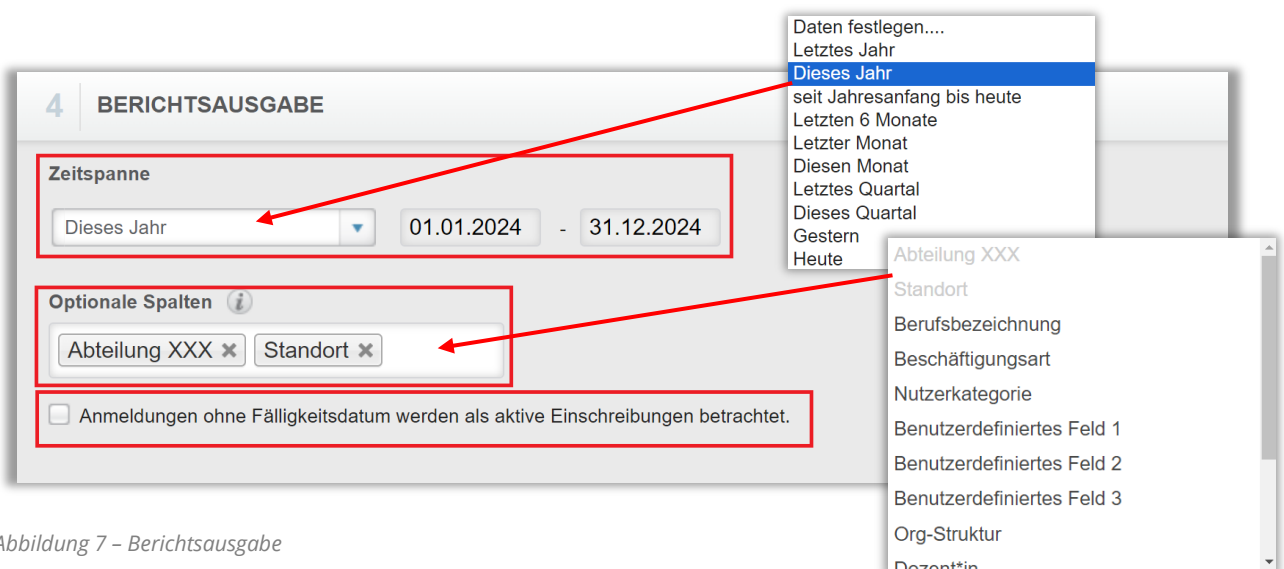 Daten festlegen....
Letztes Jahr
Dieses Jahr
seit Jahresanfang bis heute
Letzten 6 Monate
Letzter Monat
Diesen Monat
Letztes Quartal
Dieses Quartal
Gestern
Heute
4 BERICHTSAUSGABE
Zeitspanne
Dieses Jahr 01.01.2024 - 31.12.2024
Optionale Spalten i
Abteilung XXX × Standort ×
Anmeldungen ohne Fälligkeitsdatum werden als aktive Einschreibungen betrachtet.
Abteilung XXX
Standort
Berufsbezeichnung
Beschäftigungsart
Nutzerkategorie
Benutzerdefiniertes Feld 1
Benutzerdefiniertes Feld 2
Benutzerdefiniertes Feld 3
Org-Struktur
Dozent*in
Abbildung 7 – Berichtsausgabe